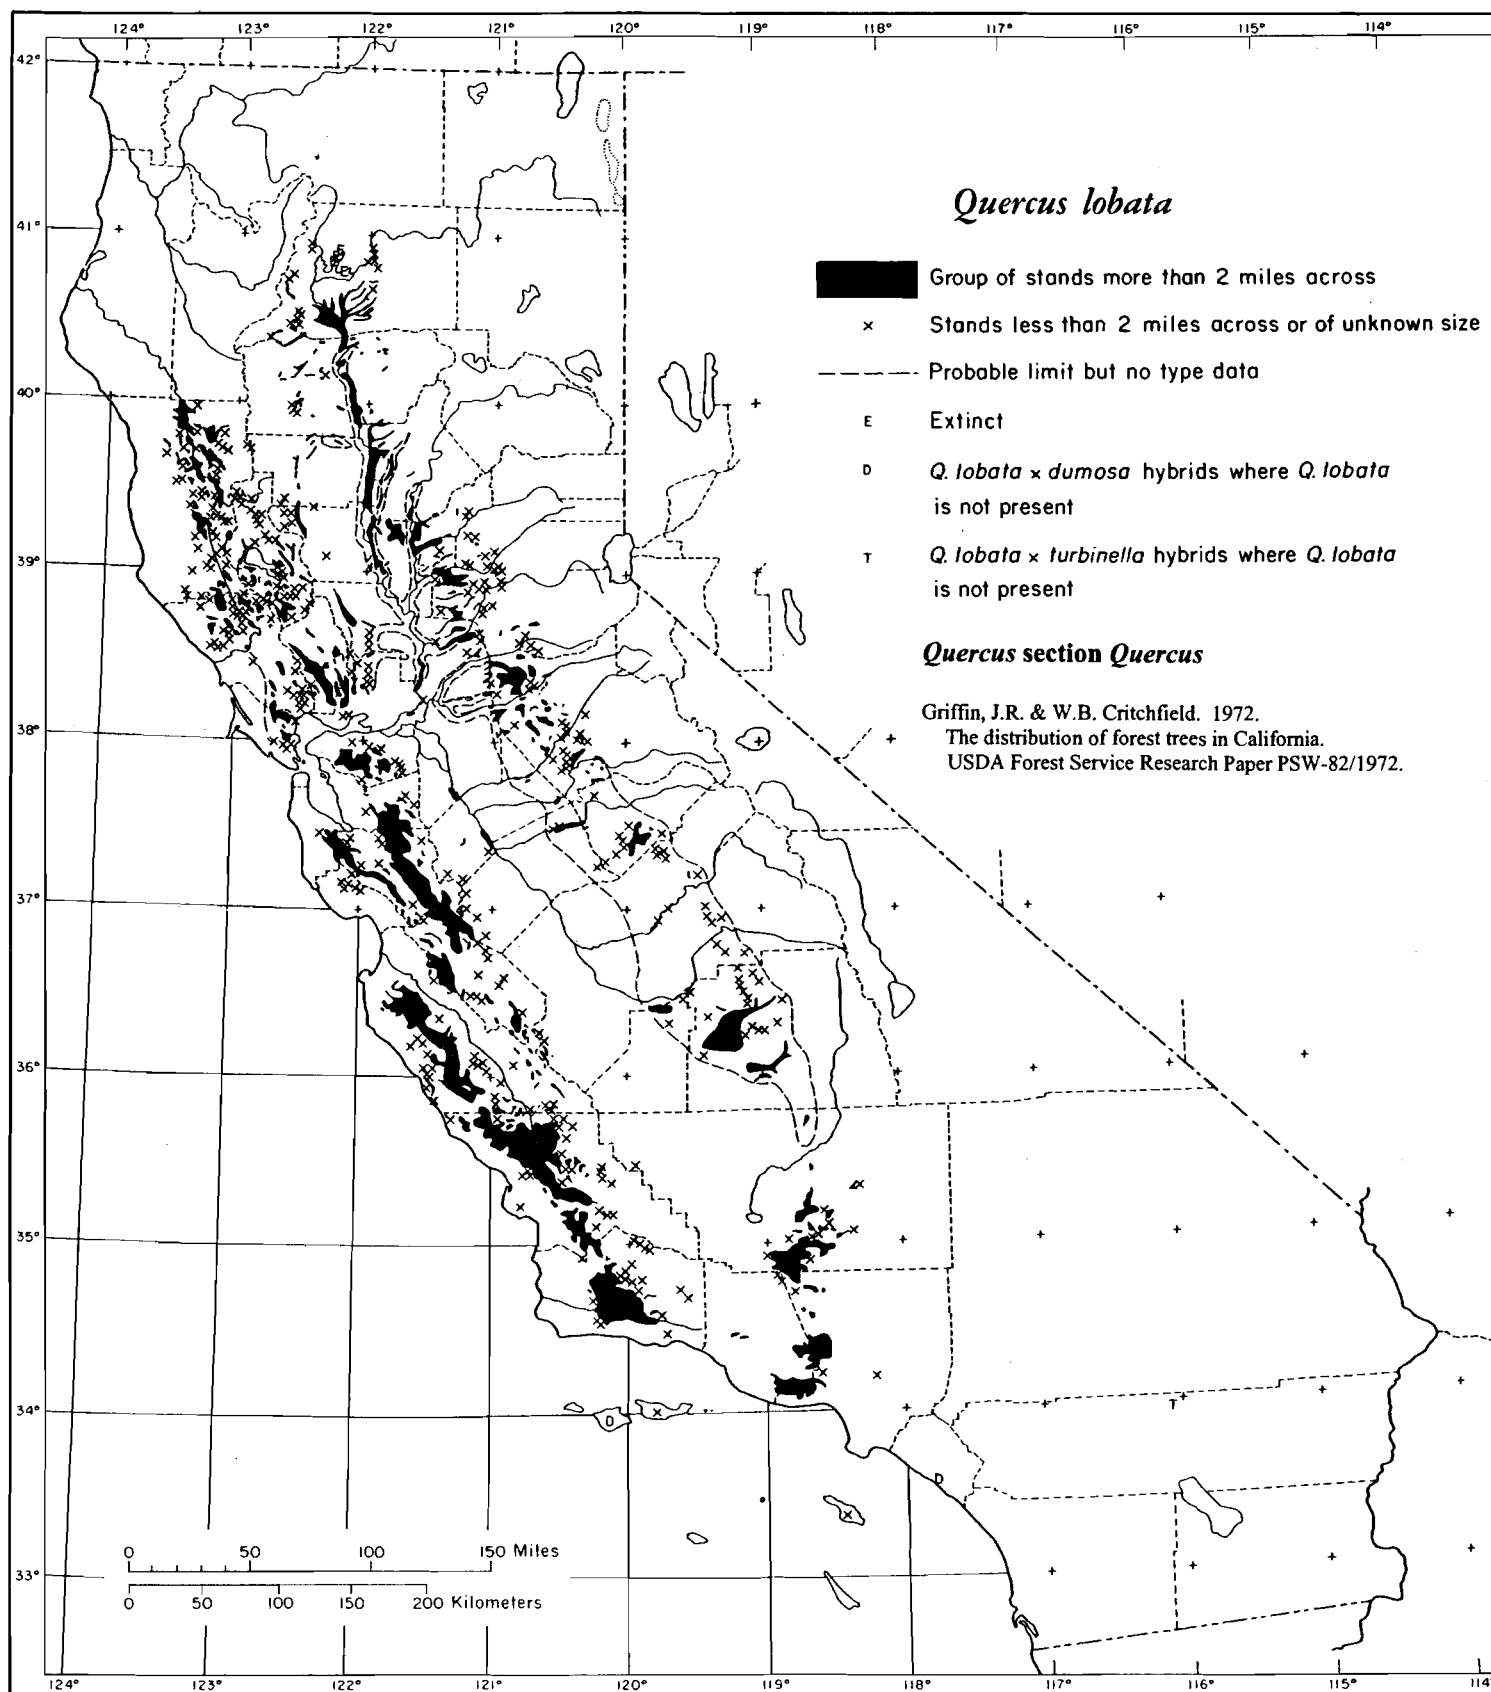 124° 123° 122° 121° 120° 119° 118° 117° 116° 115° 114°
42°
41°
40°
39°
38°
37°
36°
35°
34°
33°
Quercus lobata
Group of stands more than 2 miles across
x Stands less than 2 miles across or of unknown size
Probable limit but no type data
E Extinct
D Q. lobata x dumosa hybrids where Q. lobata
is not present
T Q. lobata x turbinella hybrids where Q. lobata
is not present
Quercus section Quercus
Griffin, J.R. & W.B. Critchfield. 1972.
The distribution of forest trees in California.
USDA Forest Service Research Paper PSW-82/1972.
E
D
D
T
0 50 100 150 Miles
0 50 100 150 200 Kilometers
124° 123° 122° 121° 120° 119° 118° 117° 116° 115° 114°